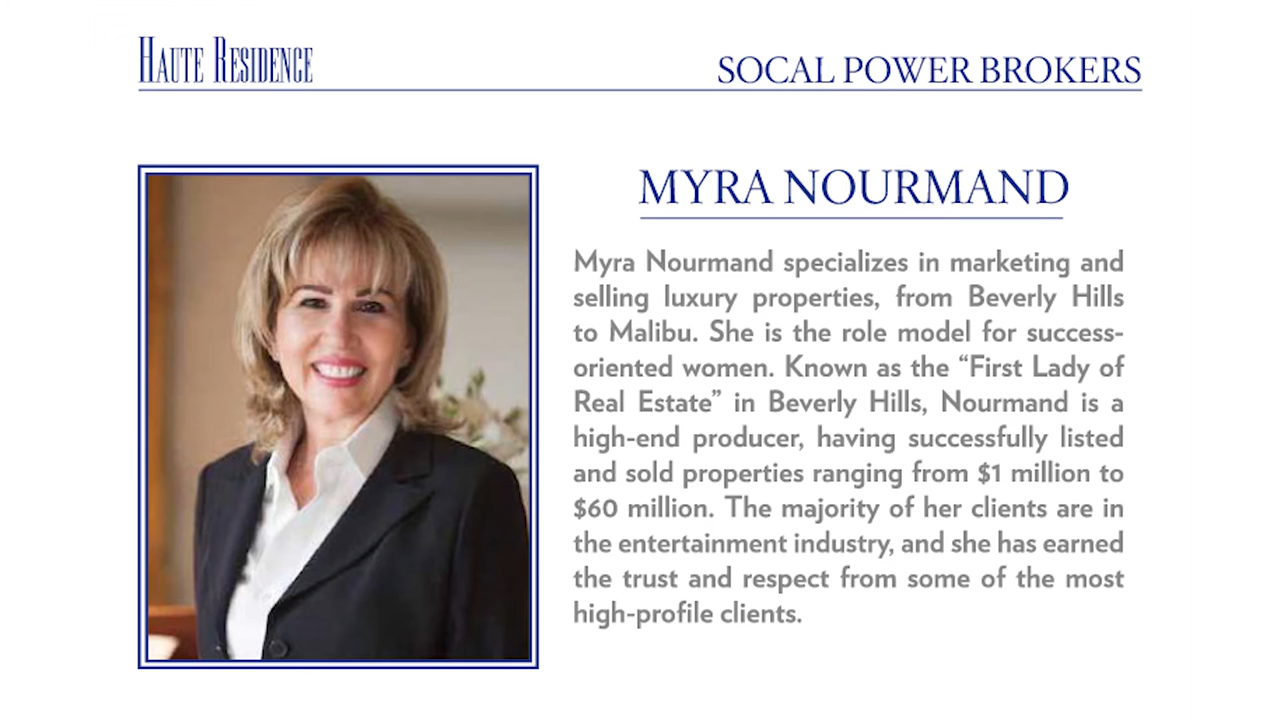 HAUTE RESIDENCE
SOCAL POWER BROKERS
MYRA NOURMAND
Myra Nourmand specializes in marketing and
selling luxury properties, from Beverly Hills
to Malibu. She is the role model for success-
oriented women. Known as the “First Lady of
Real Estate” in Beverly Hills, Nourmand is a
high-end producer, having successfully listed
and sold properties ranging from $1 million to
$60 million. The majority of her clients are in
the entertainment industry, and she has earned
the trust and respect from some of the most
high-profile clients.